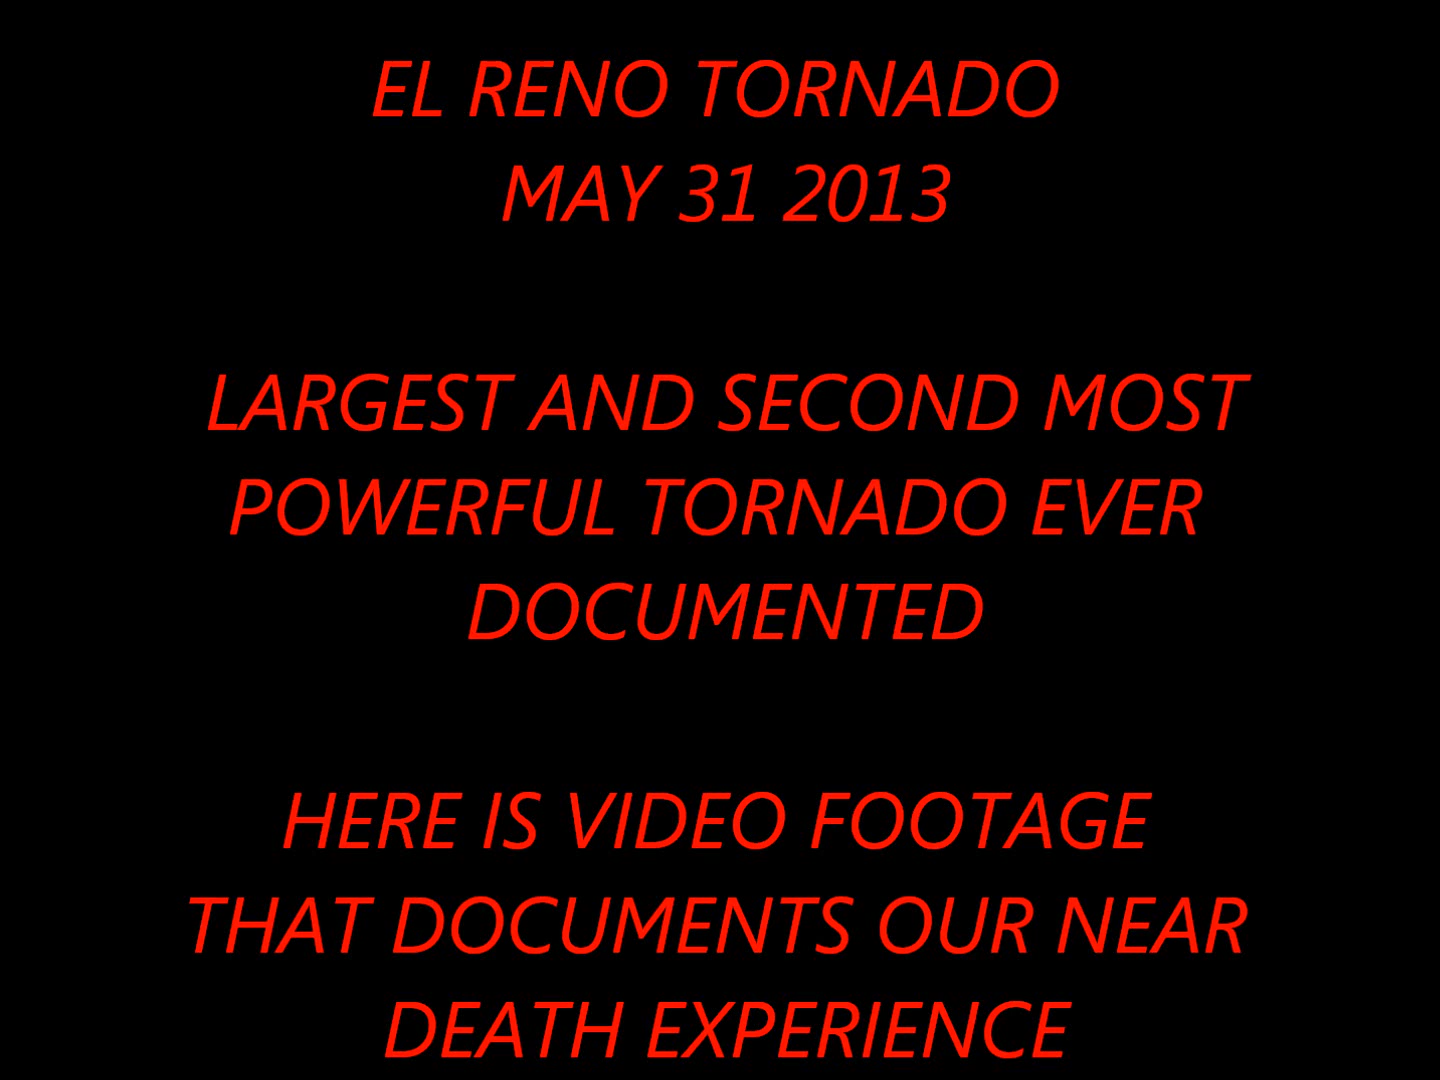 EL RENO TORNADO
MAY 31 2013
LARGEST AND SECOND MOST
POWERFUL TORNADO EVER
DOCUMENTED
HERE IS VIDEO FOOTAGE
THAT DOCUMENTS OUR NEAR
DEATH EXPERIENCE